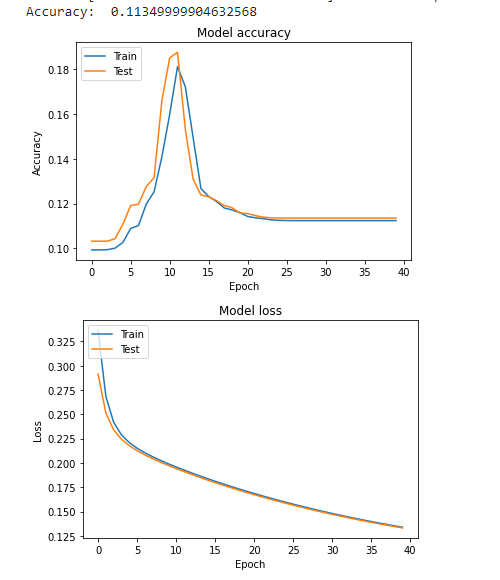 Accuracy:  0.11349999904632568
Model accuracy
Train
Test
0.18
0.16
0.14
0.12
0.10
Accuracy
0 5 10 15 20 25 30 35 40
Epoch
Model loss
Train
Test
0.325
0.300
0.275
0.250
0.225
0.200
0.175
0.150
0.125
Loss
0 5 10 15 20 25 30 35 40
Epoch